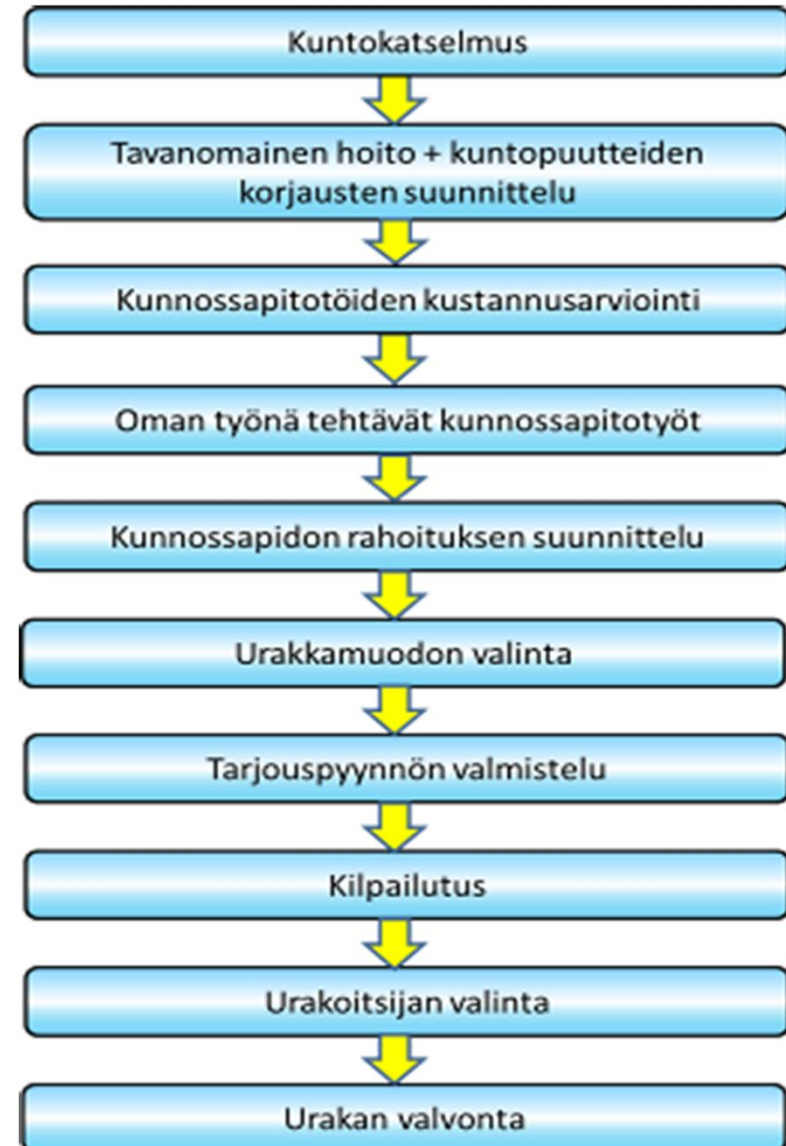 Kuntokatselmus
Tavanomainen hoito + kuntopuutteiden
korjausten suunnittelu
Kunnossapitotöiden kustannusarviointi
Oman työnä tehtävät kunnossapitotyöt
Kunnossapidon rahoituksen suunnittelu
Urakkamuodon valinta
Tarjouspyynnön valmistelu
Kilpailutus
Urakoitsijan valinta
Urakan valvonta